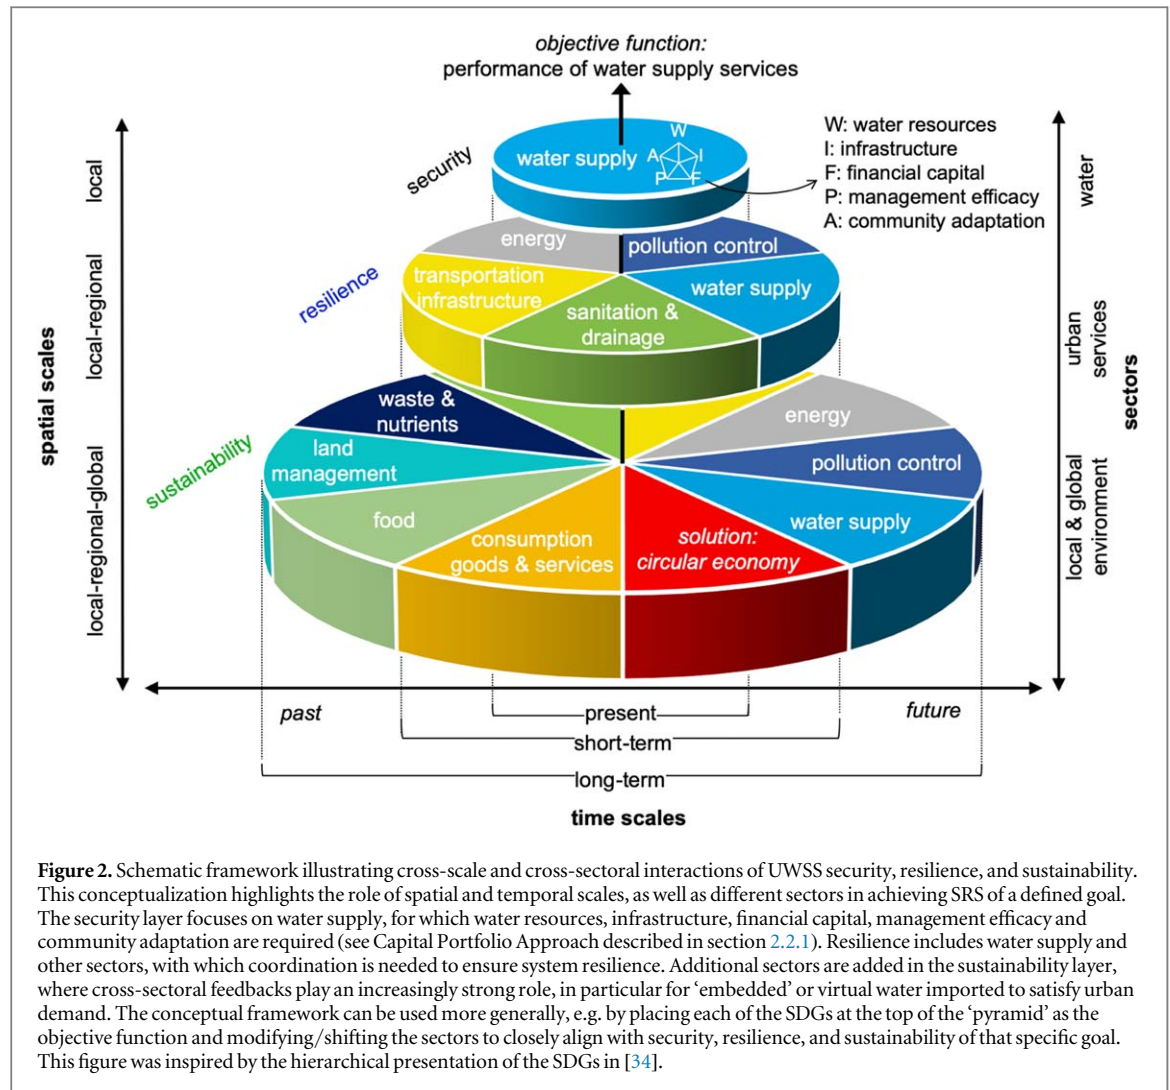 objective function:
performance of water supply services
W: water resources
I: infrastructure
F: financial capital
P: management efficacy
A: community adaptation
security
water supply
W
A
I
P
F
local
water
energy
pollution control
resilience
transportation
infrastructure
water supply
sanitation &
drainage
local-regional
urban
services
spatial scales
sectors
waste &
nutrients
energy
sustainability
land
management
pollution control
food
water supply
consumption
goods & services
solution:
circular economy
local-regional-global
local & global
environment
past
present
future
short-term
long-term
time scales
Figure 2. Schematic framework illustrating cross-scale and cross-sectoral interactions of UWSS security, resilience, and sustainability.
This conceptualization highlights the role of spatial and temporal scales, as well as different sectors in achieving SRS of a defined goal.
The security layer focuses on water supply, for which water resources, infrastructure, financial capital, management efficacy and
community adaptation are required (see Capital Portfolio Approach described in section 2.2.1). Resilience includes water supply and
other sectors, with which coordination is needed to ensure system resilience. Additional sectors are added in the sustainability layer,
where cross-sectoral feedbacks play an increasingly strong role, in particular for ‘embedded’ or virtual water imported to satisfy urban
demand. The conceptual framework can be used more generally, e.g. by placing each of the SDGs at the top of the ‘pyramid’ as the
objective function and modifying/shifting the sectors to closely align with security, resilience, and sustainability of that specific goal.
This figure was inspired by the hierarchical presentation of the SDGs in [34].